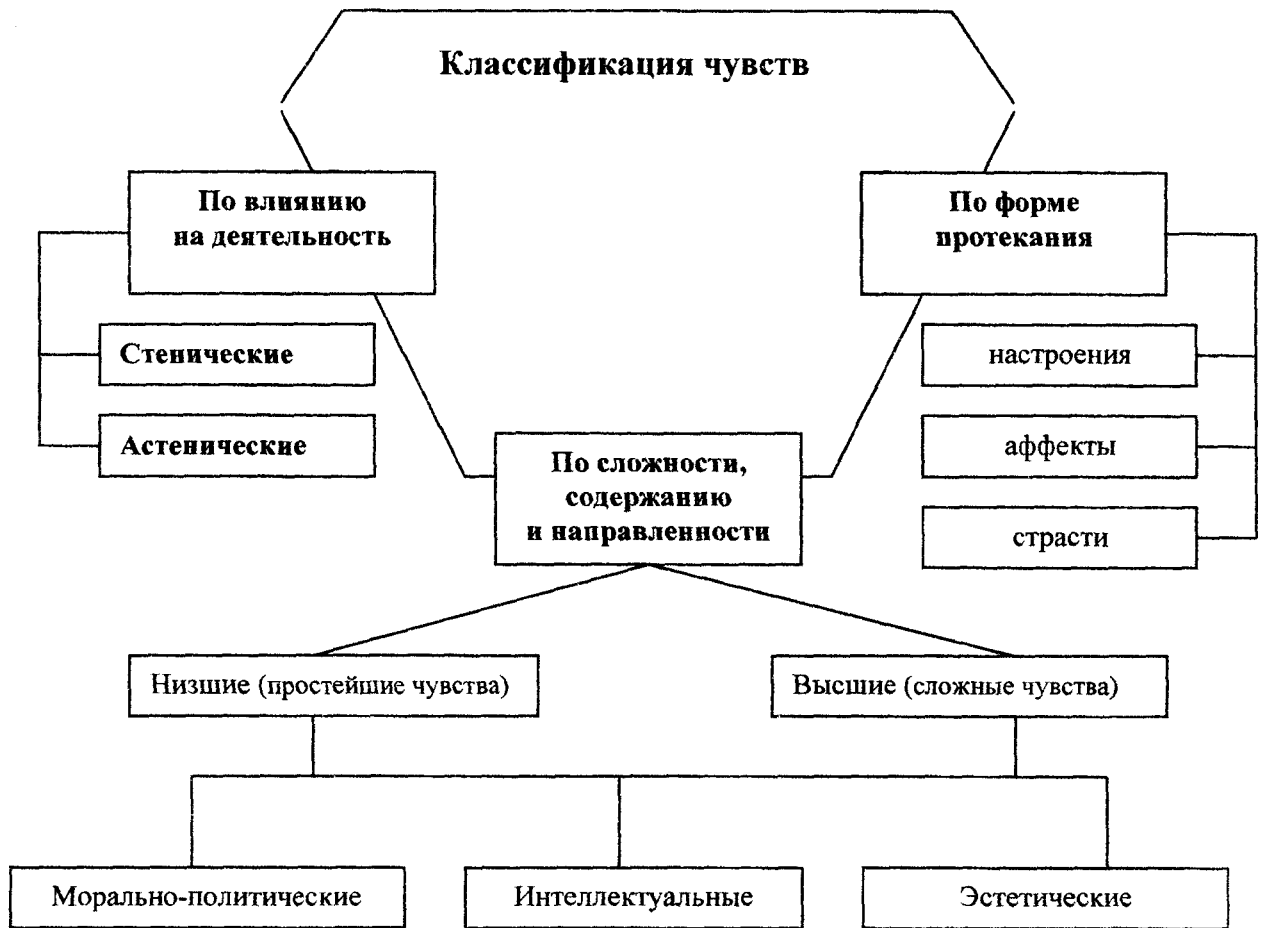 Классификация чувств
По влиянию
на деятельность
Стенические
Астенические
По форме
протекания
настроения
аффекты
страсти
По сложности,
содержанию
и направленности
Низшие (простейшие чувства)
Высшие (сложные чувства)
Морально-политические
Интеллектуальные
Эстетические